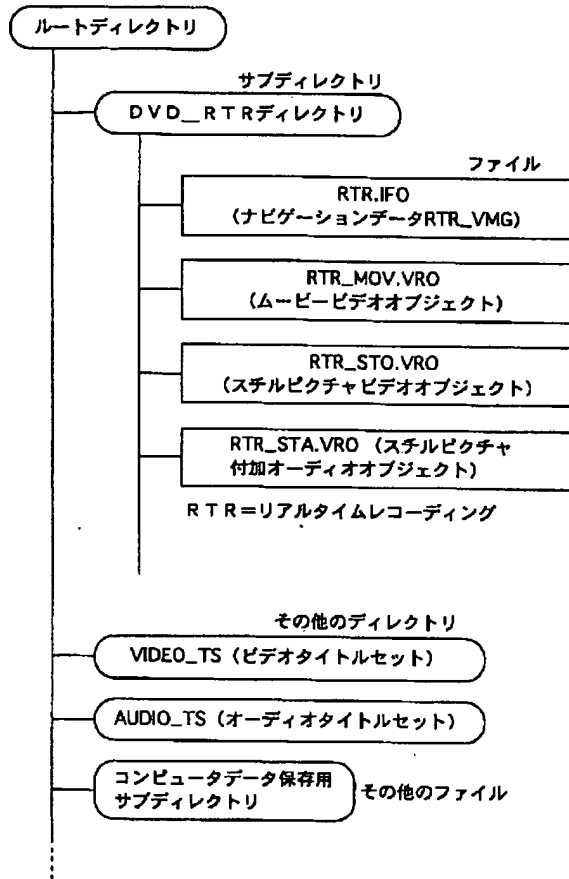 ルートディレクトリ
サブディレクトリ
DVD__RTRディレクトリ
ファイル
RTR.IFO
(ナビゲーションデータRTR_VMG)
RTR_MOV.VRO
(ムービービデオオブジェクト)
RTR_STO.VRO
(スチルピクチャビデオオブジェクト)
RTR_STA.VRO (スチルピクチャ
付加オーディオオブジェクト)
RTR=リアルタイムレコーディング
その他のディレクトリ
VIDEO_TS (ビデオタイトルセット)
AUDIO_TS (オーディオタイトルセット)
コンピュータデータ保存用
サブディレクトリ
その他のファイル